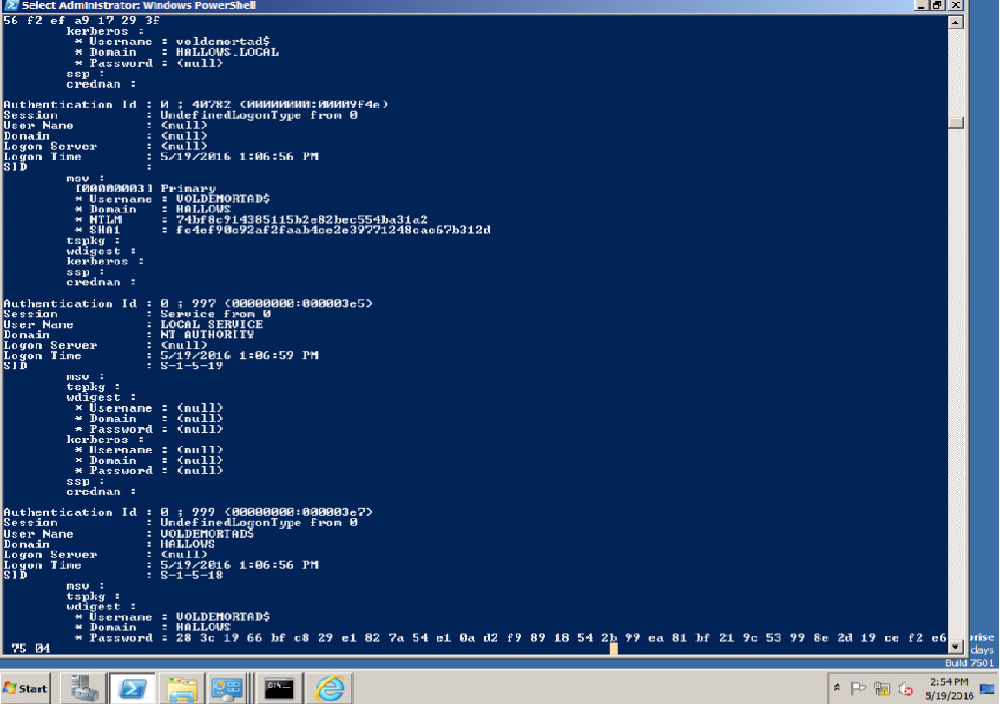 Select Administrator: Windows PowerShell
56 f2 ef a9 17 29 3f
kerberos :
* Username : voldemortad$
* Domain : HALLOWS.LOCAL
* Password : (null)
ssp :
credman :
Authentication Id : 0 ; 40782 (00000000:00009f4e)
Session : UndefinedLogonType from 0
User Name : (null)
Domain : (null)
Logon Server : (null)
Logon Time : 5/19/2016 1:06:56 PM
SID :
msv :
[00000003] Primary
* Username : VOLDEMORTAD$
* Domain : HALLOWS
* NTLM : 74bf8c914385115b2e82bec554ba31a2
* SHA1 : fc4ef90c92af2faab4ce2e39771248cac67b312d
tspkg :
wdigest :
kerberos :
ssp :
credman :
Authentication Id : 0 ; 997 (00000000:000003e5)
Session : Service from 0
User Name : LOCAL SERVICE
Domain : NT AUTHORITY
Logon Server : (null)
Logon Time : 5/19/2016 1:06:59 PM
SID : S-1-5-19
msv :
tspkg :
wdigest :
* Username : (null)
* Domain : (null)
* Password : (null)
kerberos :
* Username : (null)
* Domain : (null)
* Password : (null)
ssp :
credman :
Authentication Id : 0 ; 999 (00000000:000003e7)
Session : UndefinedLogonType from 0
User Name : VOLDEMORTAD$
Domain : HALLOWS
Logon Server : (null)
Logon Time : 5/19/2016 1:06:56 PM
SID : S-1-5-18
msv :
tspkg :
wdigest :
* Username : VOLDEMORTAD$
* Domain : HALLOWS
* Password : 28 3c 19 66 bf c8 29 e1 82 7a 54 e1 0a d2 f9 89 18 54 2b 99 ea 81 bf 21 9c 53 99 8e 2d 19 ce f2 e6
75 04
prise
days
Build 7601
Start
2:54 PM
5/19/2016